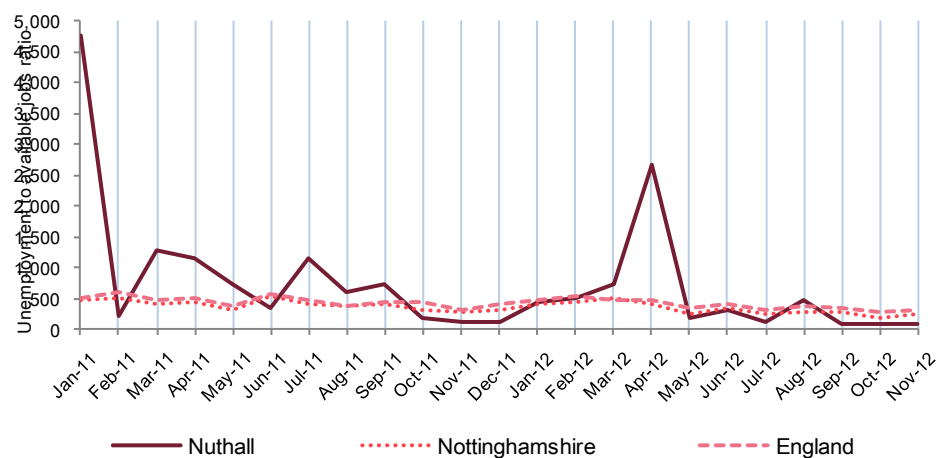 Unemployment to available jobs ratio
5,000
4,500
4,000
3,500
3,000
2,500
2,000
1,500
1,000
500
0
Jan-11
Feb-11
Mar-11
Apr-11
May-11
Jun-11
Jul-11
Aug-11
Sep-11
Oct-11
Nov-11
Dec-11
Jan-12
Feb-12
Mar-12
Apr-12
May-12
Jun-12
Jul-12
Aug-12
Sep-12
Oct-12
Nov-12
Nuthall
Nottinghamshire
England